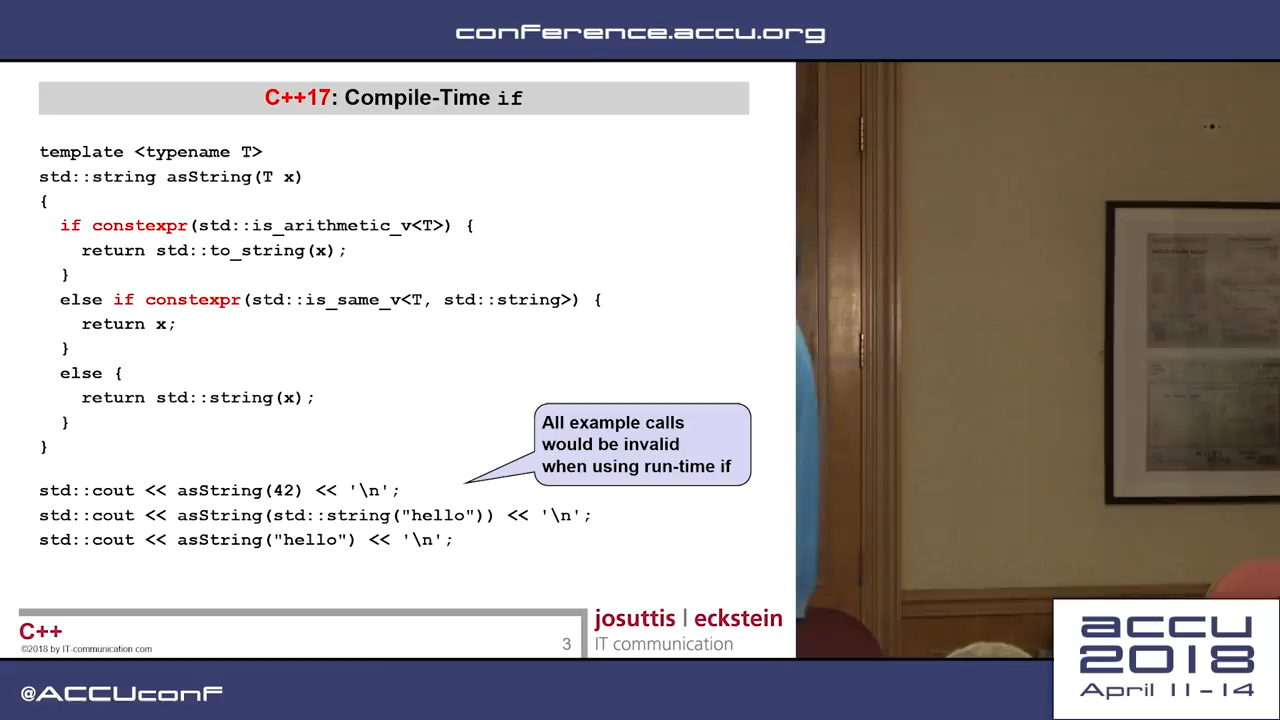 conference.accu.org
C++17: Compile-Time if
template <typename T>
std::string asString(T x)
{
if constexpr(std::is_arithmetic_v<T>) {
return std::to_string(x);
}
else if constexpr(std::is_same_v<T, std::string>) {
return x;
}
else {
return std::string(x);
}
}
All example calls
would be invalid
when using run-time if
std::cout << asString(42) << '\n';
std::cout << asString(std::string("hello")) << '\n';
std::cout << asString("hello") << '\n';
C++
©2018 by IT-communication.com
3
josuttis | eckstein
IT communication
accu
2018
April 11-14
@ACCUconf